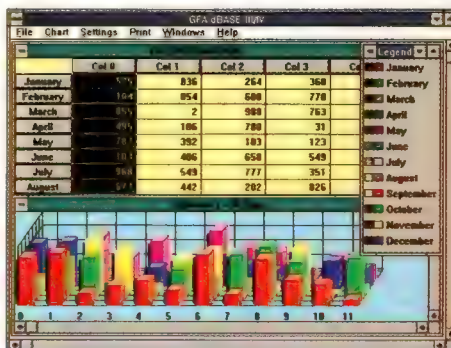 GFA dBASE III/IV
File Chart Settings Print Windows Help
Legend
Col 0 Col 1 Col 2 Col 3
January 836 264 360
February 854 600 770
March 2 988 763
April 186 780 31
May 392 183 123
June 406 650 549
July 549 777 351
August 442 202 826
January
February
March
April
May
June
July
August
September
October
November
December
0 1 2 3 4 5 6 7 8 9 10 11